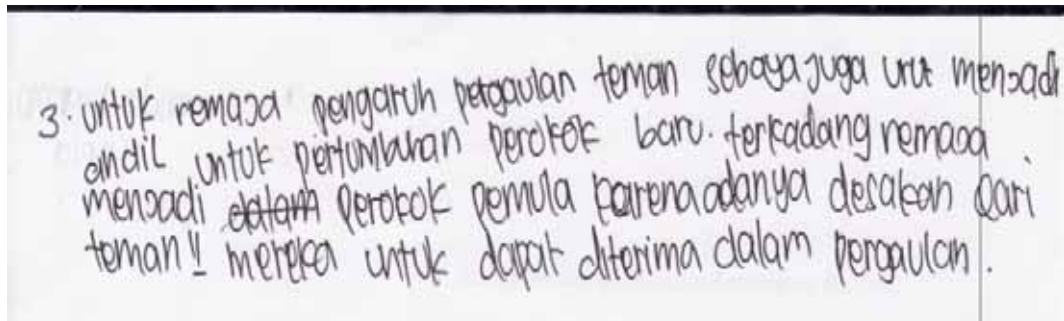 3. untuk remaja pengaruh pergaulan teman sebaya juga urut menjadi
andil untuk pertumbuhan perokok baru. terkadang remaja
menjadi dalam perokok pemula karena adanya desakan dari
teman" mereka untuk dapat diterima dalam pergaulan.